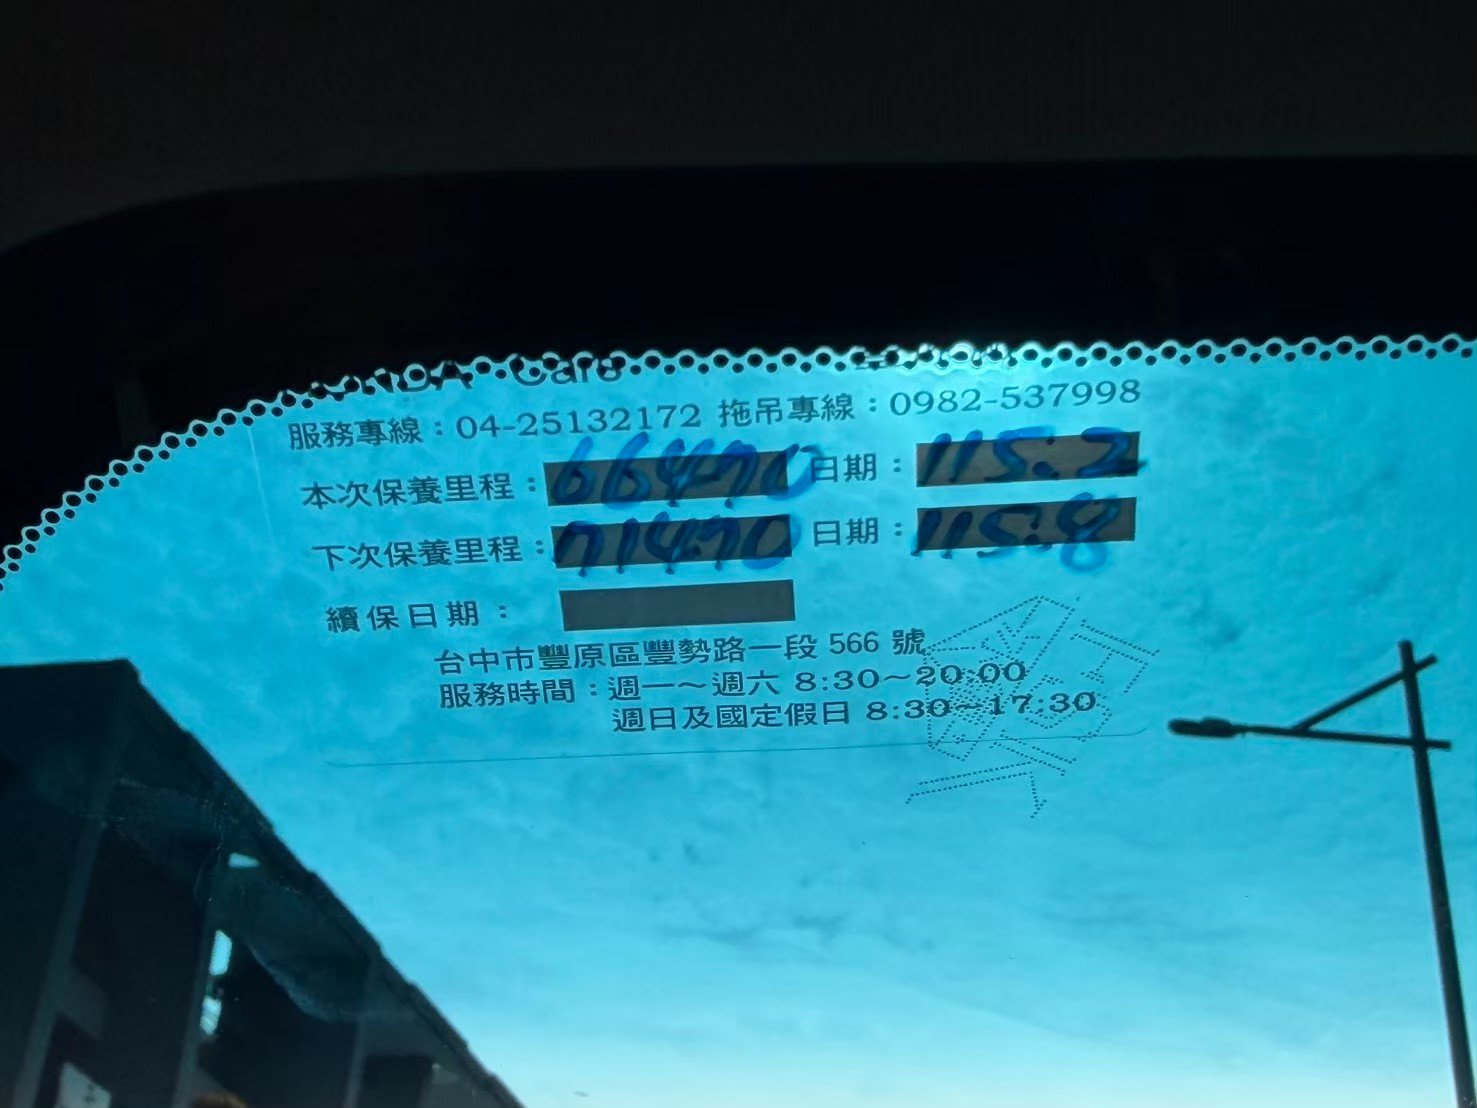 Cars
服務專線：04-25132172 拖吊專線：0982-537998
本次保養里程：66470 日期：115.2
下次保養里程：71470 日期：115.8
續保日期：
台中市豐原區豐勢路一段 566 號
服務時間：週一～週六 8:30～20:00
週日及國定假日 8:30～17:30